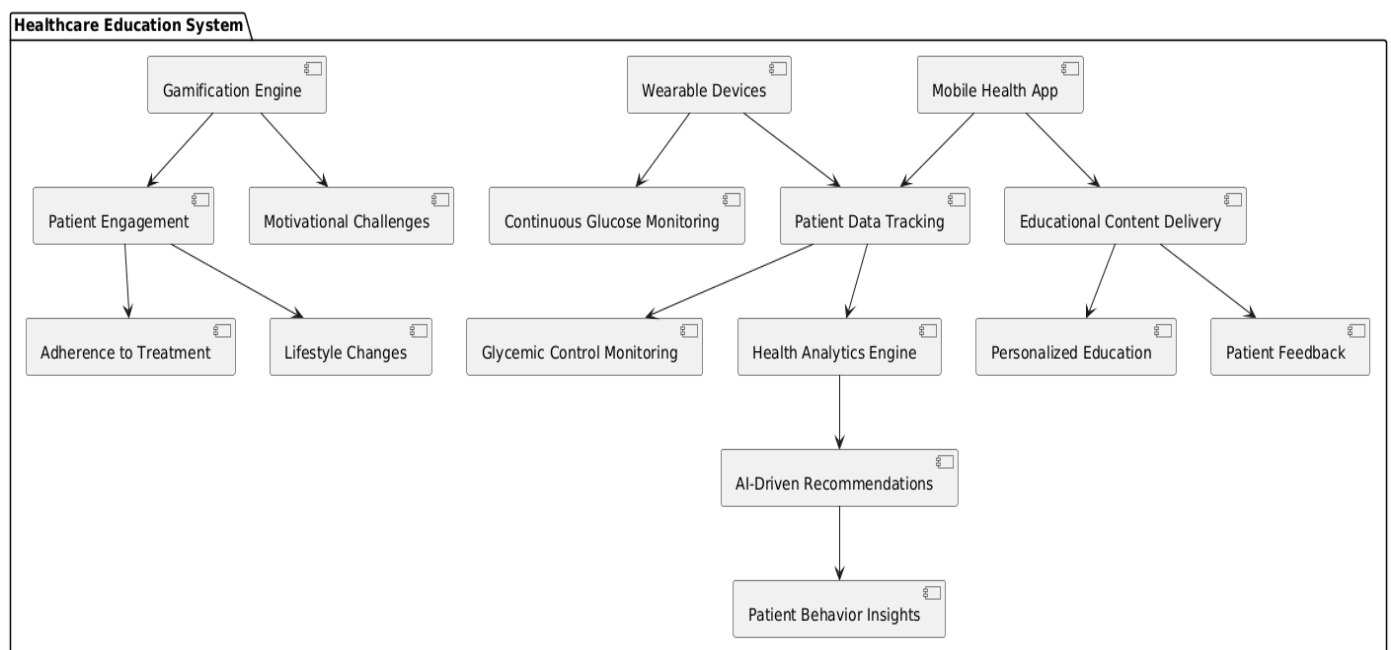 Healthcare Education System
Gamification Engine
Wearable Devices
Mobile Health App
Patient Engagement
Motivational Challenges
Continuous Glucose Monitoring
Patient Data Tracking
Educational Content Delivery
Adherence to Treatment
Lifestyle Changes
Glycemic Control Monitoring
Health Analytics Engine
Personalized Education
Patient Feedback
AI-Driven Recommendations
Patient Behavior Insights